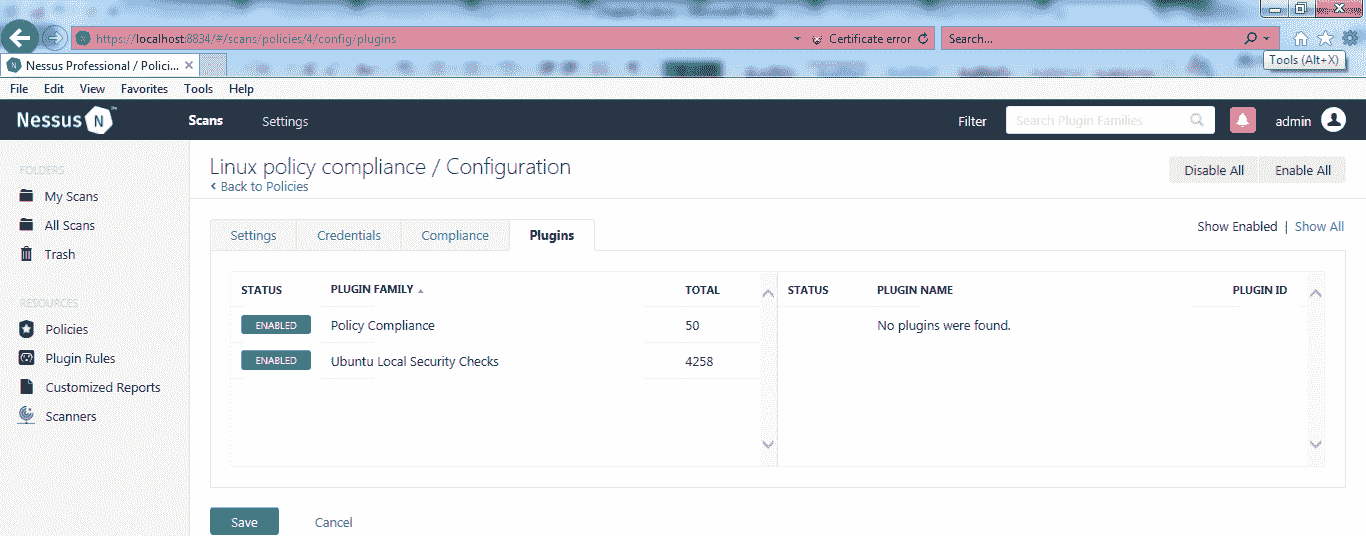 https://localhost:8834/#/scans/policies/4/config/plugins
Certificate error
Search...
Nessus Professional / Polici...
Tools (Alt+X)
File Edit View Favorites Tools Help
Nessus N ™
Scans Settings Filter Search Plugin Families admin
FOLDERS
My Scans
All Scans
Trash
RESOURCES
Policies
Plugin Rules
Customized Reports
Scanners
Linux policy compliance / Configuration
Back to Policies
Disable All Enable All
Settings Credentials Compliance Plugins
Show Enabled | Show All
STATUS PLUGIN FAMILY TOTAL STATUS PLUGIN NAME PLUGIN ID
ENABLED Policy Compliance 50 No plugins were found.
ENABLED Ubuntu Local Security Checks 4258
Save Cancel